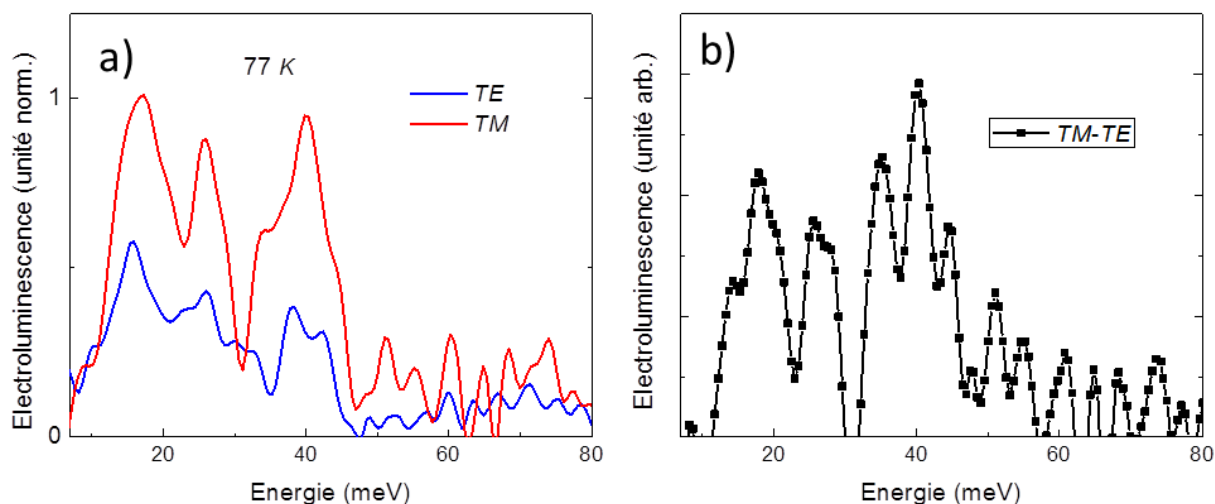 a)
77 K
TE
TM
1
0
20
40
60
80
Energie (meV)
Electroluminescence (unité norm.)
b)
TM-TE
20
40
60
80
Energie (meV)
Electroluminescence (unité arb.)